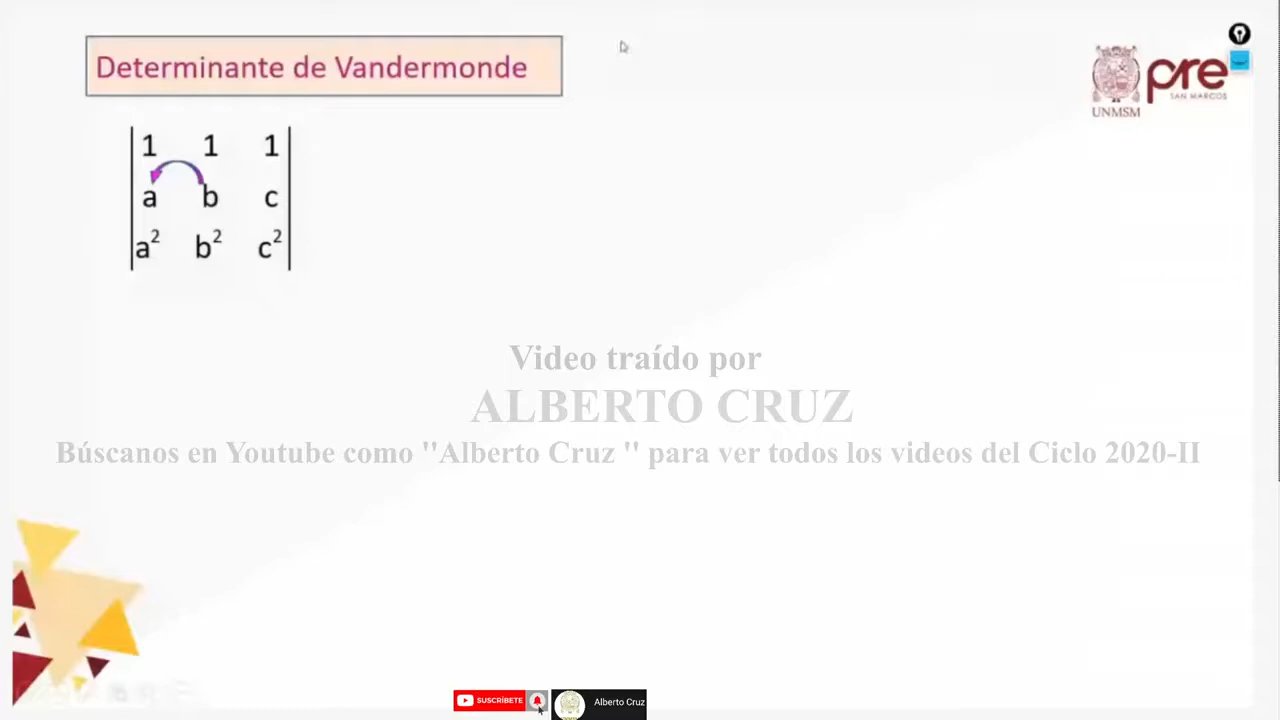 Determinante de Vandermonde
pre
SAN MARCOS
UNMSM
1 1 1
a b c
a² b² c²
Video traído por
ALBERTO CRUZ
Búscanos en Youtube como "Alberto Cruz " para ver todos los videos del Ciclo 2020-II
SUSCRÍBETE
Alberto Cruz